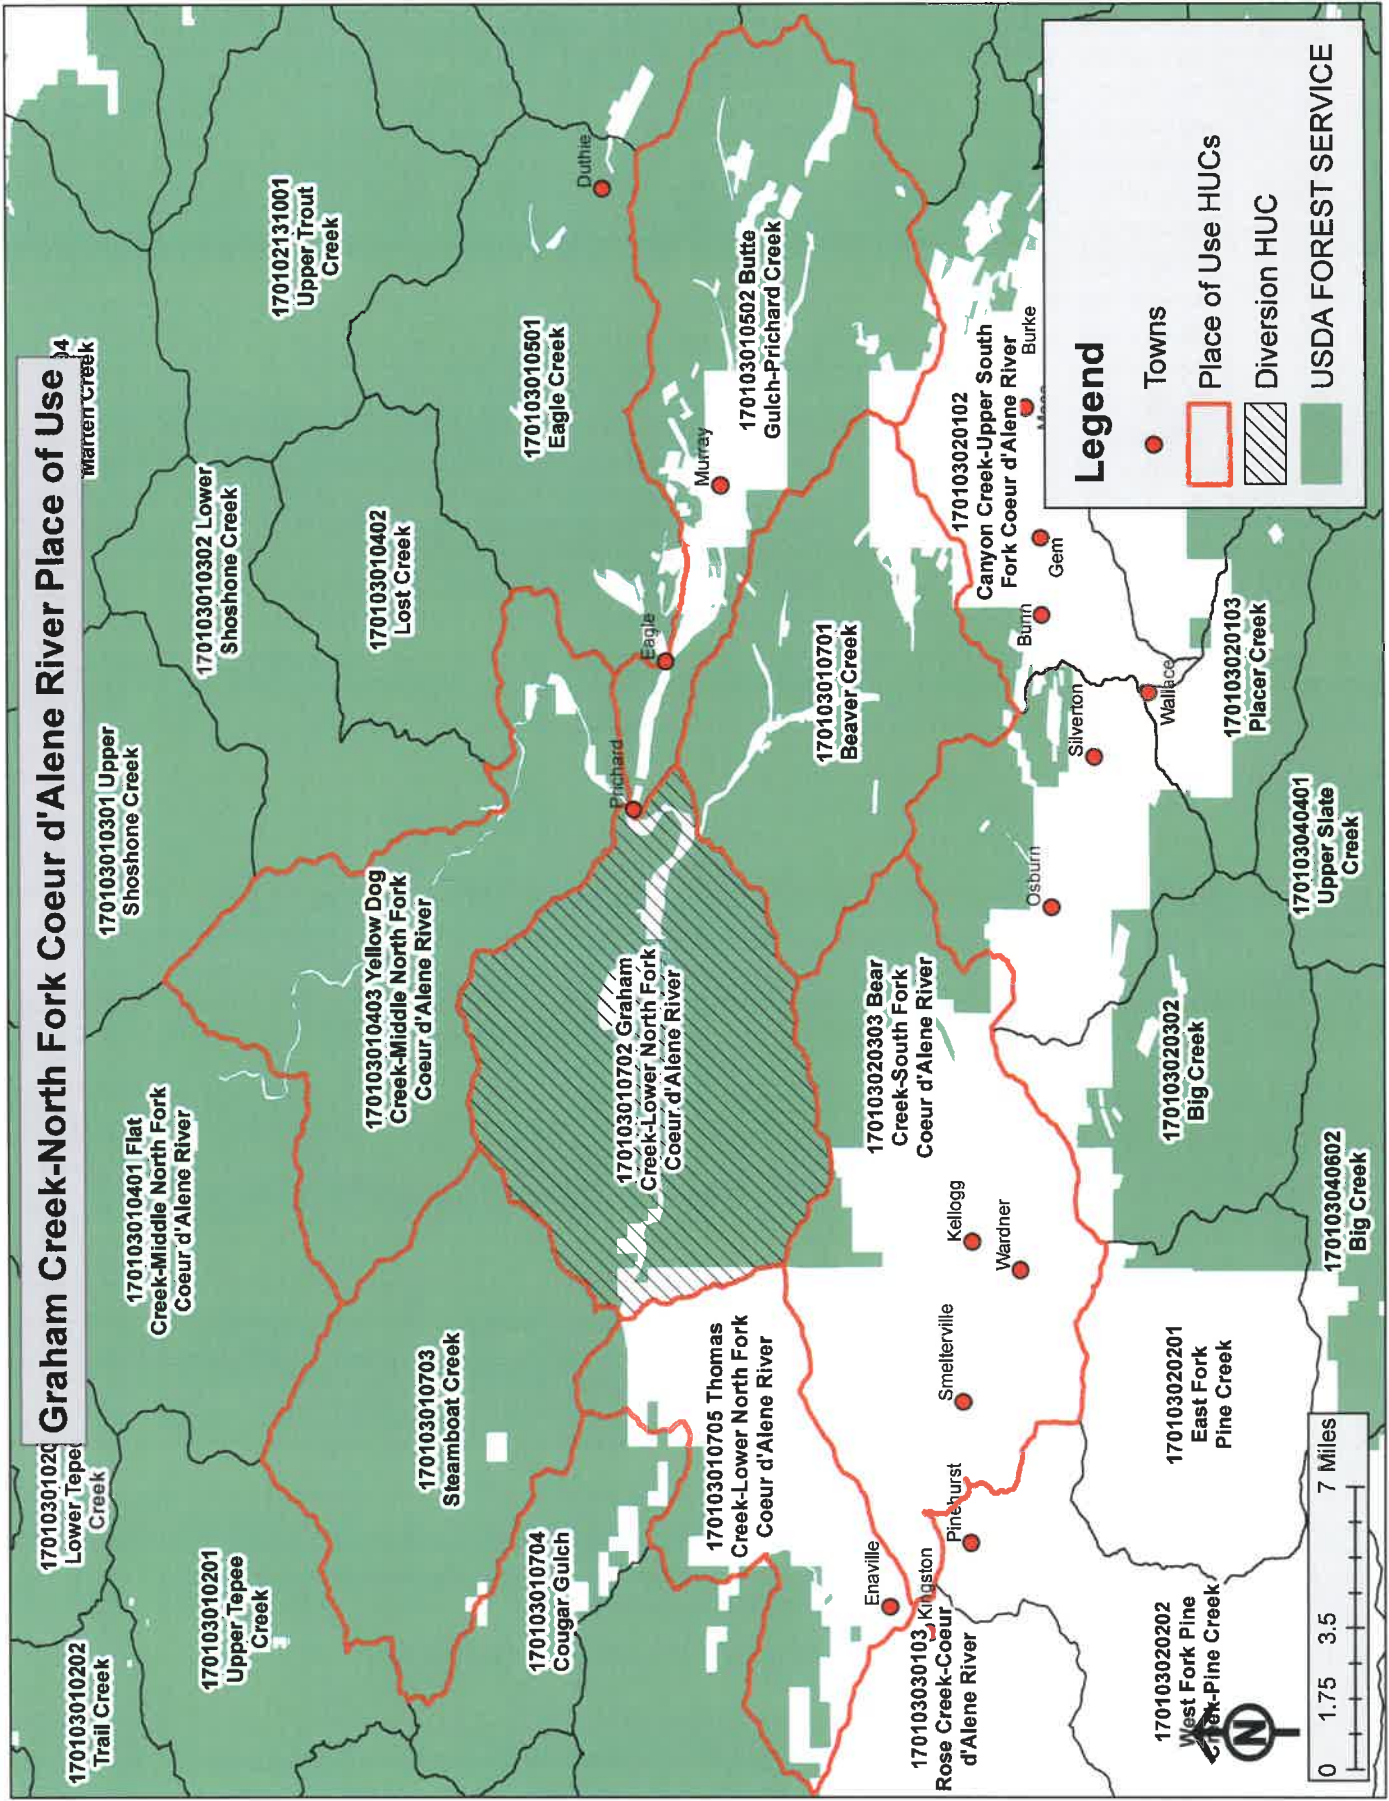 Graham Creek-North Fork Coeur d'Alene River Place of Use
170103010202
Trail Creek
1701030102
Lower Tepe
Creek
04
Marten Creek
170103010201
Upper Tepee
Creek
170103010401 Flat
Creek-Middle North Fork
Coeur d'Alene River
170103010301 Upper
Shoshone Creek
170103010302 Lower
Shoshone Creek
170102131001
Upper Trout
Creek
170103010402
Lost Creek
170103010403 Yellow Dog
Creek-Middle North Fork
Coeur d'Alene River
170103010703
Steamboat Creek
170103010501
Eagle Creek
Duthie
170103010704
Cougar Gulch
Prichard
Eagle
Murray
170103010702 Graham
Creek-Lower North Fork
Coeur d'Alene River
170103010502 Butte
Gulch-Prichard Creek
170103010705 Thomas
Creek-Lower North Fork
Coeur d'Alene River
170103010701
Beaver Creek
Enaville
170103020303 Bear
Creek-South Fork
Coeur d'Alene River
170103020102
Canyon Creek-Upper South
Fork Coeur d'Alene River
Kingston
170103030103
Rose Creek-Coeur
d'Alene River
Pinehurst
Smelterville
Kellogg
Wardner
Osburn
Silverton
Bunn
Gem
Burke
Wallace
170103020202
West Fork Pine
Creek-Pine Creek
170103020201
East Fork
Pine Creek
170103020302
Big Creek
170103020103
Placer Creek
170103040602
Big Creek
170103040401
Upper Slate
Creek
N
0 1.75 3.5 7 Miles
Legend
Towns
Place of Use HUCs
Diversion HUC
USDA FOREST SERVICE